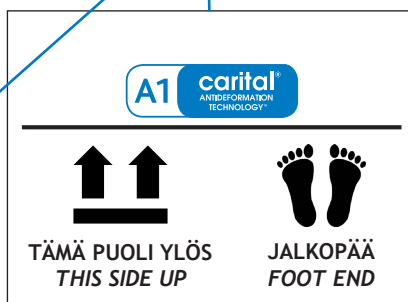 A1 carital®
ANTIDEFORMATION
TECHNOLOGY®
TÄMÄ PUOLI YLÖS
THIS SIDE UP
JALKOPÄÄ
FOOT END